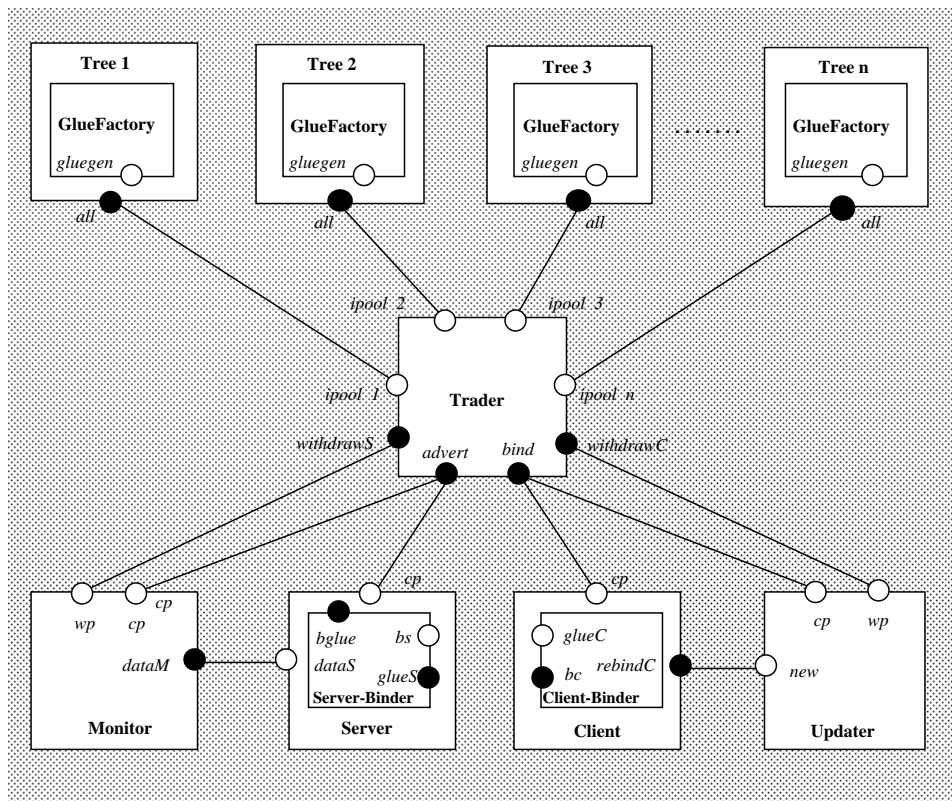 Tree 1
Tree 2
Tree 3
Tree n
GlueFactory
GlueFactory
GlueFactory
.......
GlueFactory
gluegen
gluegen
gluegen
gluegen
all
all
all
all
ipool 2
ipool 3
ipool 1
Trader
ipool n
withdrawS
advert
bind
withdrawC
cp
cp
wp
cp
cp
bglue
bs
glueC
cp
wp
dataM
dataS
glueS
bc
rebindC
new
Server-Binder
Client-Binder
Monitor
Server
Client
Updater